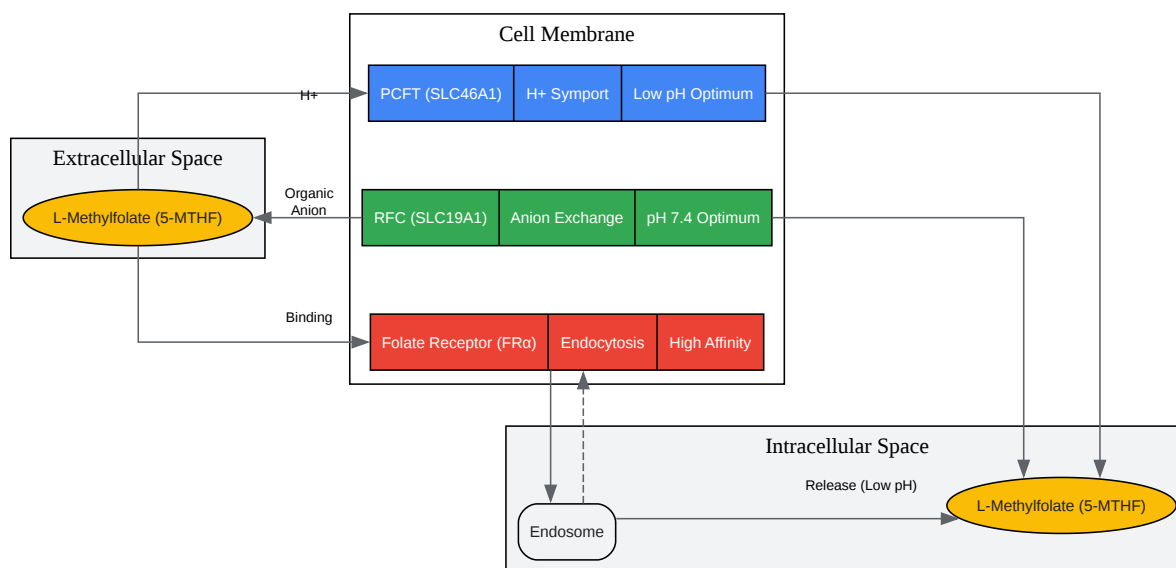 Cell Membrane
PCFT (SLC46A1)
H+ Symport
Low pH Optimum
H+
Extracellular Space
L-Methylfolate (5-MTHF)
Organic
Anion
RFC (SLC19A1)
Anion Exchange
pH 7.4 Optimum
Binding
Folate Receptor (FRα)
Endocytosis
High Affinity
Intracellular Space
Release (Low pH)
L-Methylfolate (5-MTHF)
Endosome